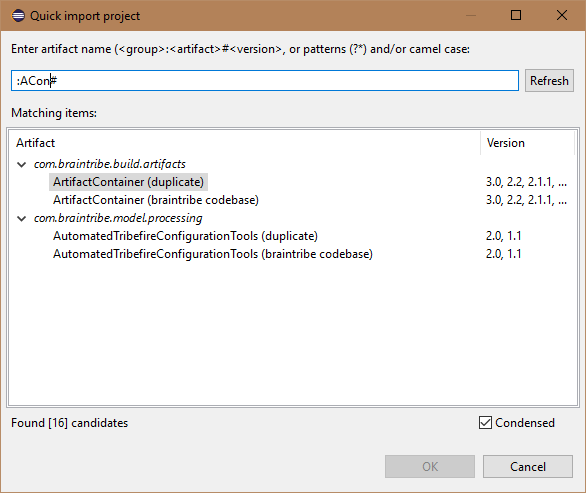 Quick import project
Enter artifact name (<group>:<artifact>#<version>, or patterns (?*) and/or camel case:
:ACon#
Refresh
Matching items:
Artifact Version
com.braintribe.build.artifacts
ArtifactContainer (duplicate) 3.0, 2.2, 2.1.1, ...
ArtifactContainer (braintribe codebase) 3.0, 2.2, 2.1.1, ...
com.braintribe.model.processing
AutomatedTribefireConfigurationTools (duplicate) 2.0, 1.1
AutomatedTribefireConfigurationTools (braintribe codebase) 2.0, 1.1
Found [16] candidates Condensed
OK Cancel